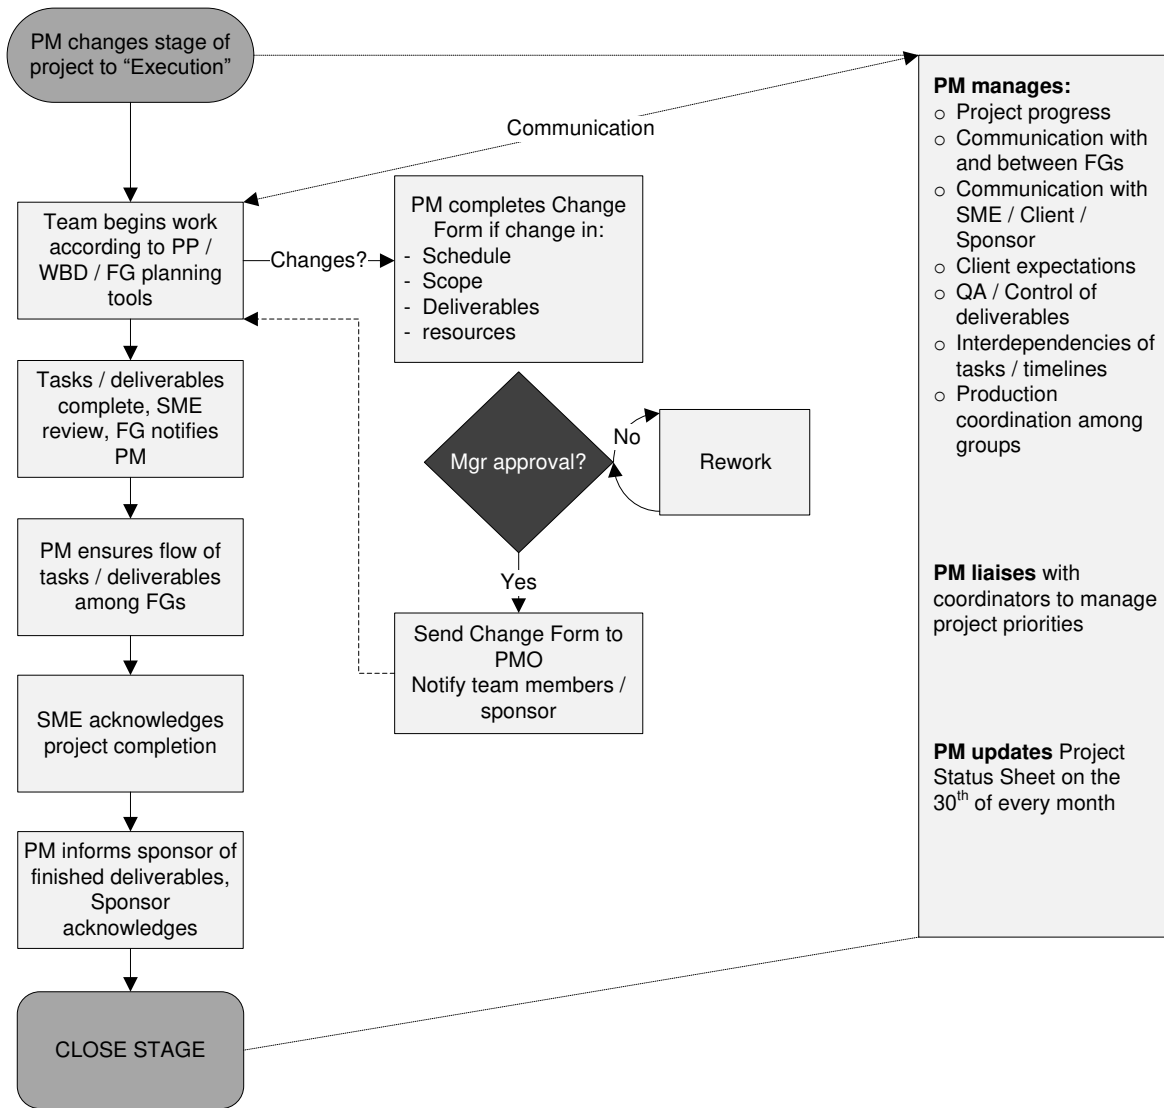 PM changes stage of
project to “Execution”
Communication
Team begins work
according to PP /
WBD / FG planning
tools
Changes?
PM completes Change
Form if change in:
- Schedule
- Scope
- Deliverables
- resources
Tasks / deliverables
complete, SME
review, FG notifies
PM
Mgr approval?
No
Rework
Yes
PM ensures flow of
tasks / deliverables
among FGs
Send Change Form to
PMO
Notify team members /
sponsor
SME acknowledges
project completion
PM informs sponsor of
finished deliverables,
Sponsor
acknowledges
CLOSE STAGE
PM manages:
o Project progress
o Communication with
and between FGs
o Communication with
SME / Client /
Sponsor
o Client expectations
o QA / Control of
deliverables
o Interdependencies of
tasks / timelines
o Production
coordination among
groups
PM liaises with
coordinators to manage
project priorities
PM updates Project
Status Sheet on the
30th of every month